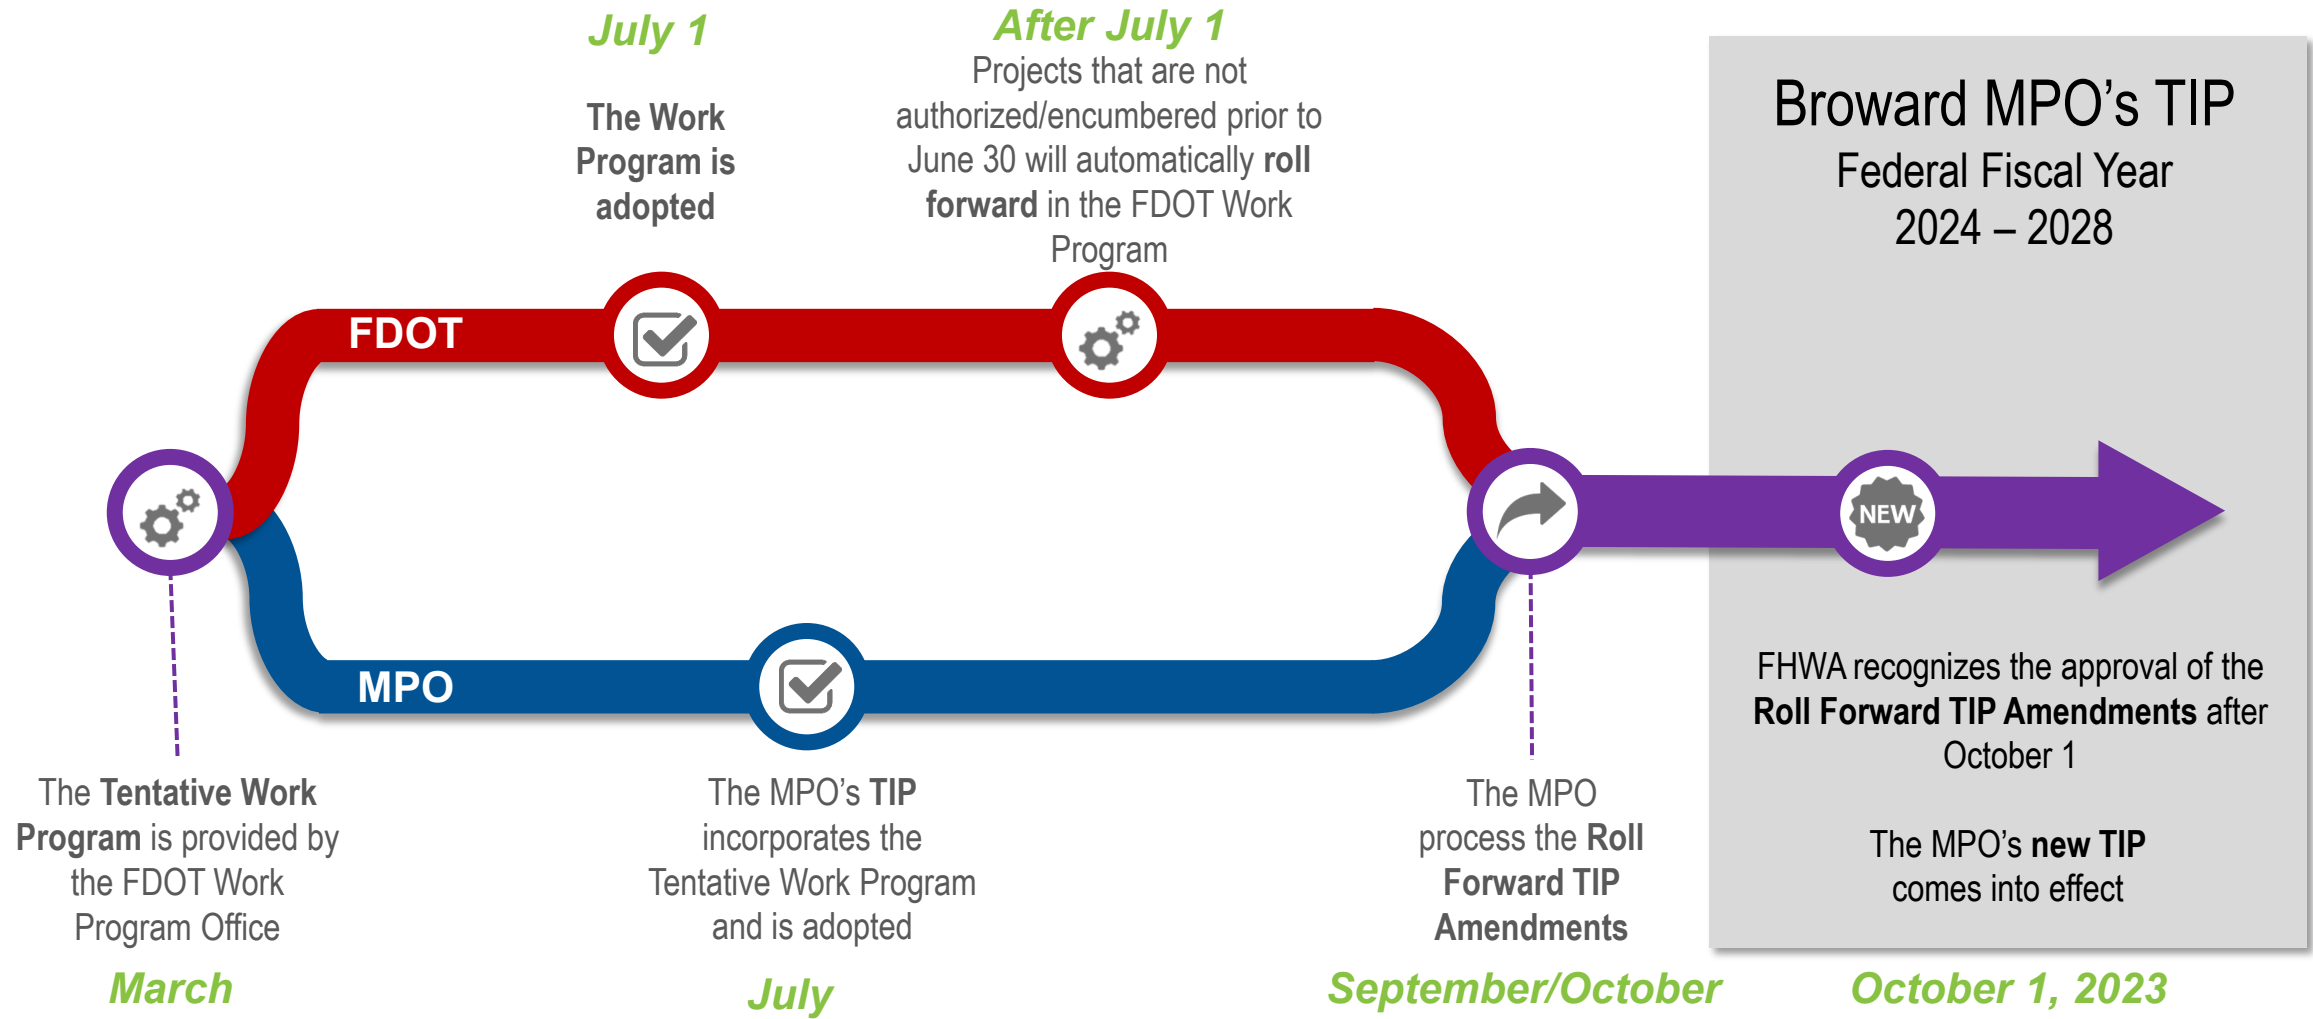 July 1
The Work
Program is
adopted
After July 1
Projects that are not
authorized/encumbered prior to
June 30 will automatically roll
forward in the FDOT Work
Program
Broward MPO's TIP
Federal Fiscal Year
2024 – 2028
FDOT
MPO
NEW
The Tentative Work
Program is provided by
the FDOT Work
Program Office
March
The MPO's TIP
incorporates the
Tentative Work Program
and is adopted
July
The MPO
process the Roll
Forward TIP
Amendments
September/October
FHWA recognizes the approval of the
Roll Forward TIP Amendments after
October 1
The MPO's new TIP
comes into effect
October 1, 2023